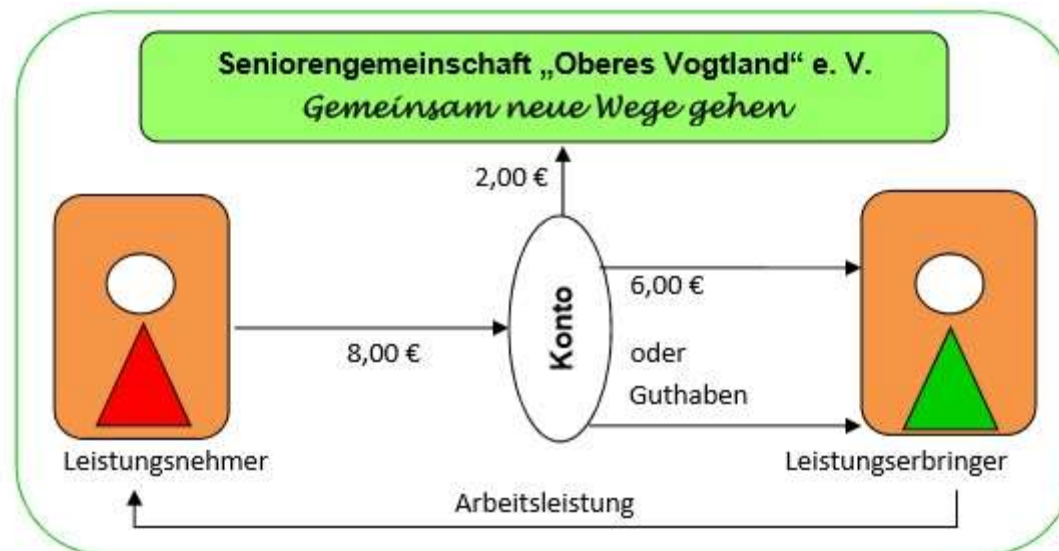 Seniorengemeinschaft „Oberes Vogtland“ e. V.
Gemeinsam neue Wege gehen
2,00 €
8,00 €
Konto
6,00 €
oder
Guthaben
Leistungsnehmer
Leistungserbringer
Arbeitsleistung